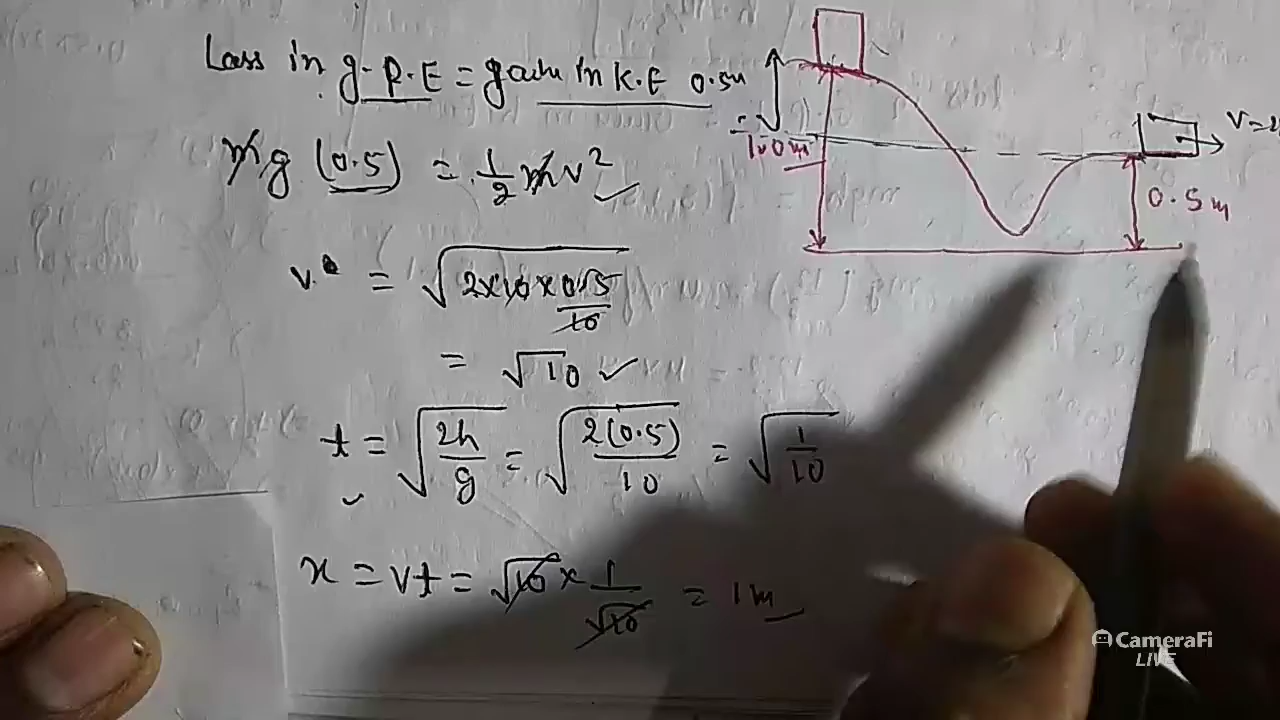 Loss in g.P.E = gain in K.E 0.5m
mg (0.5) = 1/2 mv²
v = √(2×10×0.5/10)
= √10 ✓
t = √(2h/g) = √(2(0.5)/10) = √(1/10)
x = vt = √10 × 1/√10 = 1m
1.0m
V=
0.5m
CameraFi
LIVE